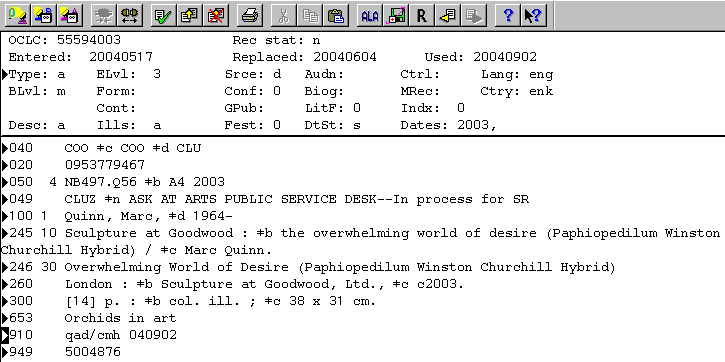 ALA R ? ?
OCLC: 55594003 Rec stat: n
Entered: 20040517 Replaced: 20040604 Used: 20040902
Type: a ELvl: 3 Srce: d Audn: Ctrl: Lang: eng
BLvl: m Form: Conf: 0 Biog: MRec: Ctry: enk
Cont: GPub: LitF: 0 Indx: 0
Desc: a Ills: a Fest: 0 DtSt: s Dates: 2003,
040 COO ‡c COO ‡d CLU
020 0953779467
050 4 NB497.Q56 ‡b A4 2003
049 CLUZ ‡n ASK AT ARTS PUBLIC SERVICE DESK--In process for SR
100 1 Quinn, Marc, ‡d 1964-
245 10 Sculpture at Goodwood : ‡b the overwhelming world of desire (Paphiopedilum Winston
Churchill Hybrid) / ‡c Marc Quinn.
246 30 Overwhelming World of Desire (Paphiopedilum Winston Churchill Hybrid)
260 London : ‡b Sculpture at Goodwood, Ltd., ‡c c2003.
300 [14] p. : ‡b col. ill. ; ‡c 38 x 31 cm.
653 Orchids in art
910 qad/cmh 040902
949 5004876